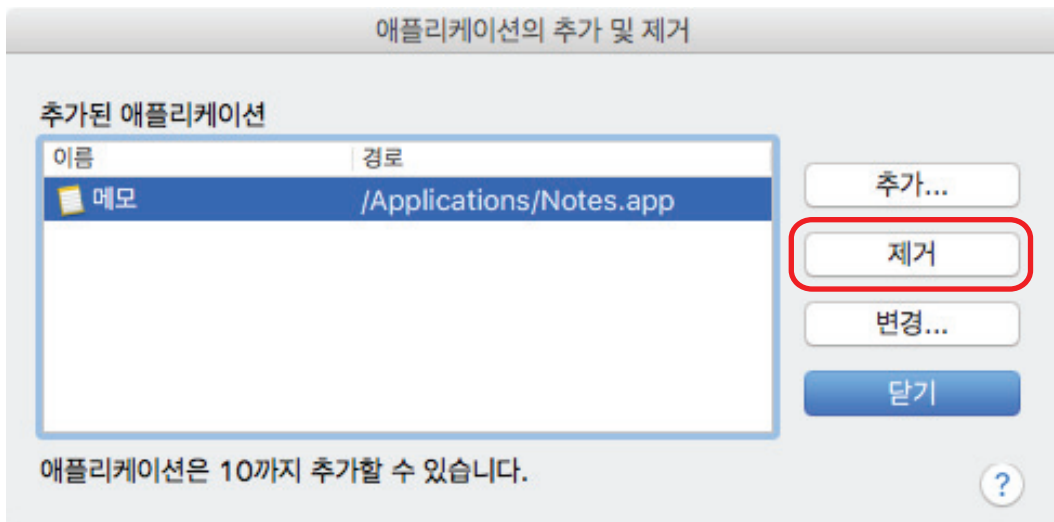 애플리케이션의 추가 및 제거
추가된 애플리케이션
이름 경로
메모 /Applications/Notes.app
추가...
제거
변경...
닫기
애플리케이션은 10까지 추가할 수 있습니다.
?